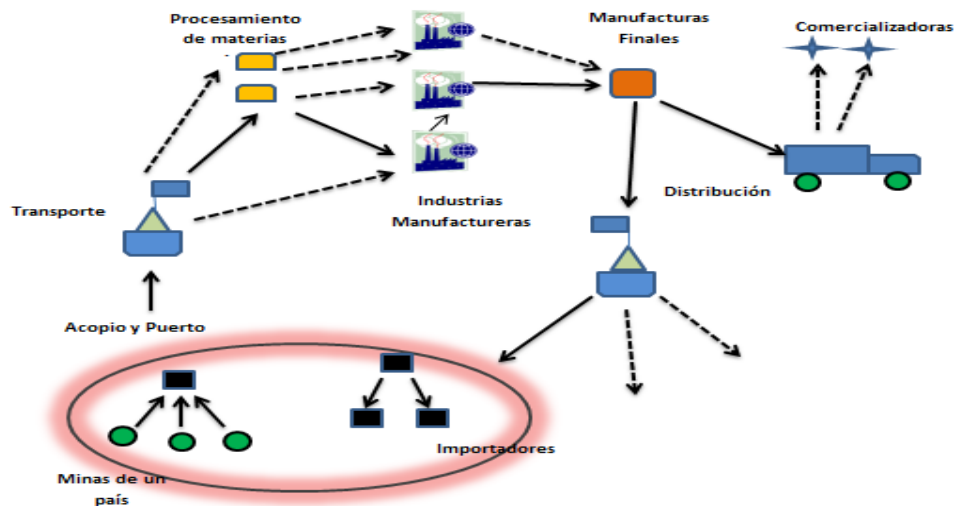 Procesamiento
de materias
Manufacturas
Finales
Comercializadoras
Transporte
Industrias
Manufactureras
Distribución
Acopio y Puerto
Importadores
Minas de un
país